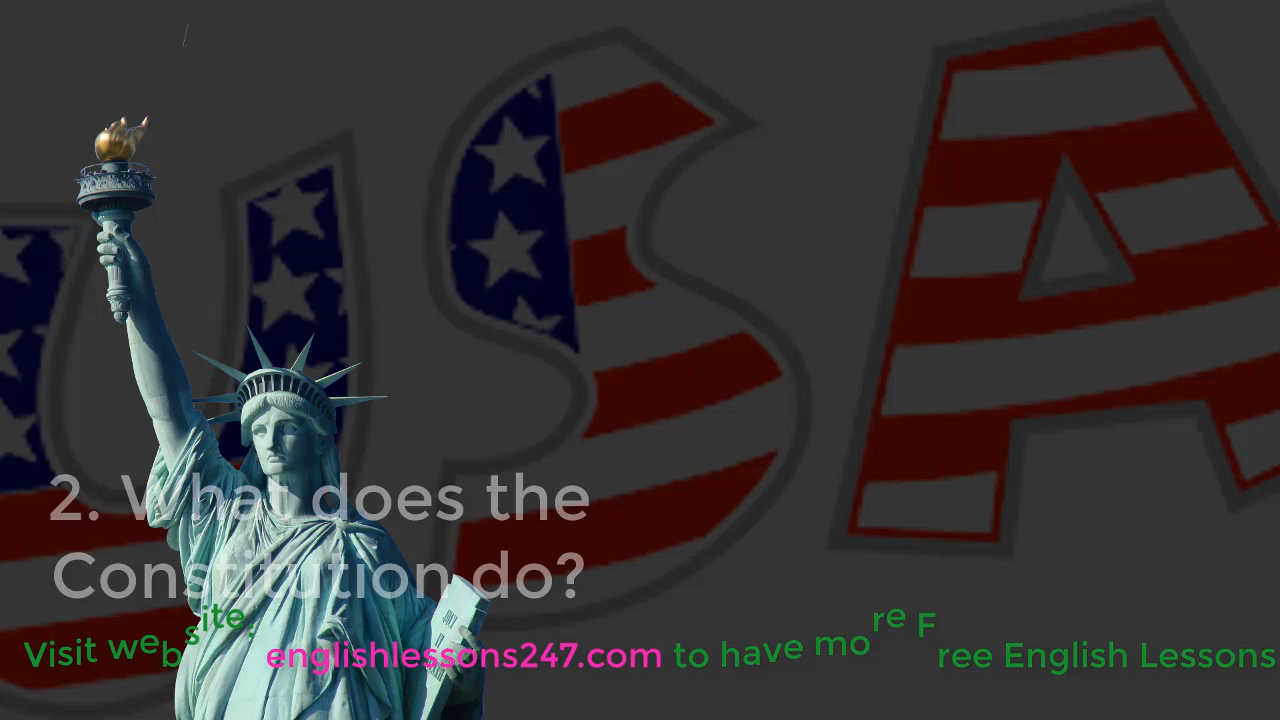 USA
2. What does the
Constitution do?
Visit website: englishlessons247.com to have more Free English Lessons